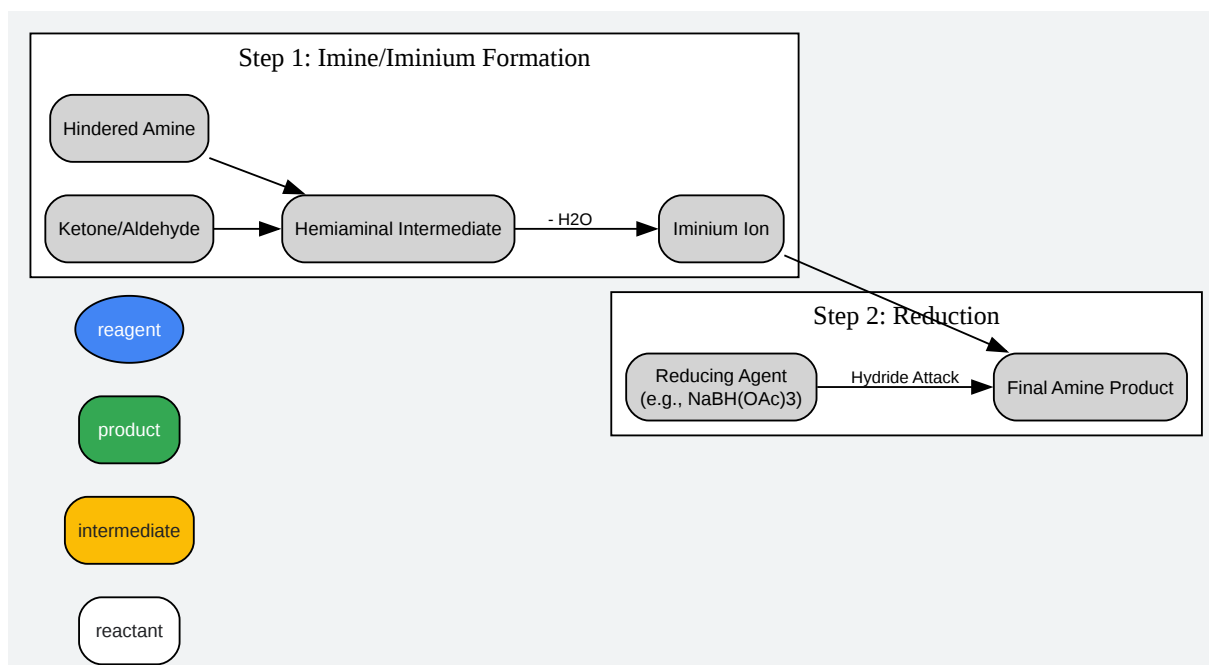 Step 1: Imine/Iminium Formation
Hindered Amine
Ketone/Aldehyde
Hemiaminal Intermediate
- H2O
Iminium Ion
reagent
Step 2: Reduction
Reducing Agent
(e.g., NaBH(OAc)3)
Hydride Attack
Final Amine Product
product
intermediate
reactant